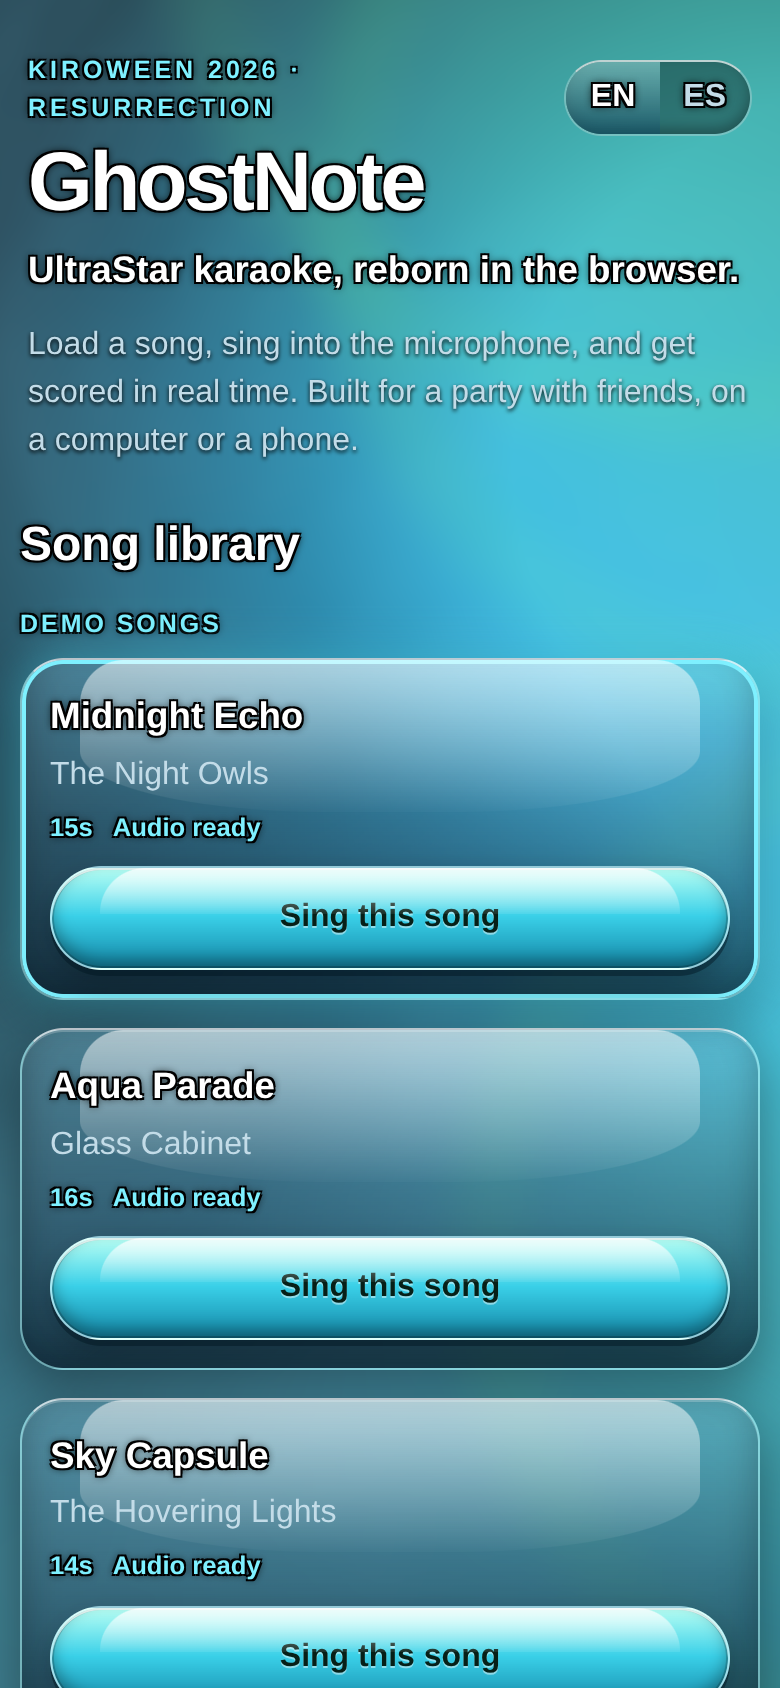 KIROWEEN 2026 ·
RESURRECTION
EN ES
GhostNote
UltraStar karaoke, reborn in the browser.
Load a song, sing into the microphone, and get
scored in real time. Built for a party with friends, on
a computer or a phone.
Song library
DEMO SONGS
Midnight Echo
The Night Owls
15s Audio ready
Sing this song
Aqua Parade
Glass Cabinet
16s Audio ready
Sing this song
Sky Capsule
The Hovering Lights
14s Audio ready
Sing this song